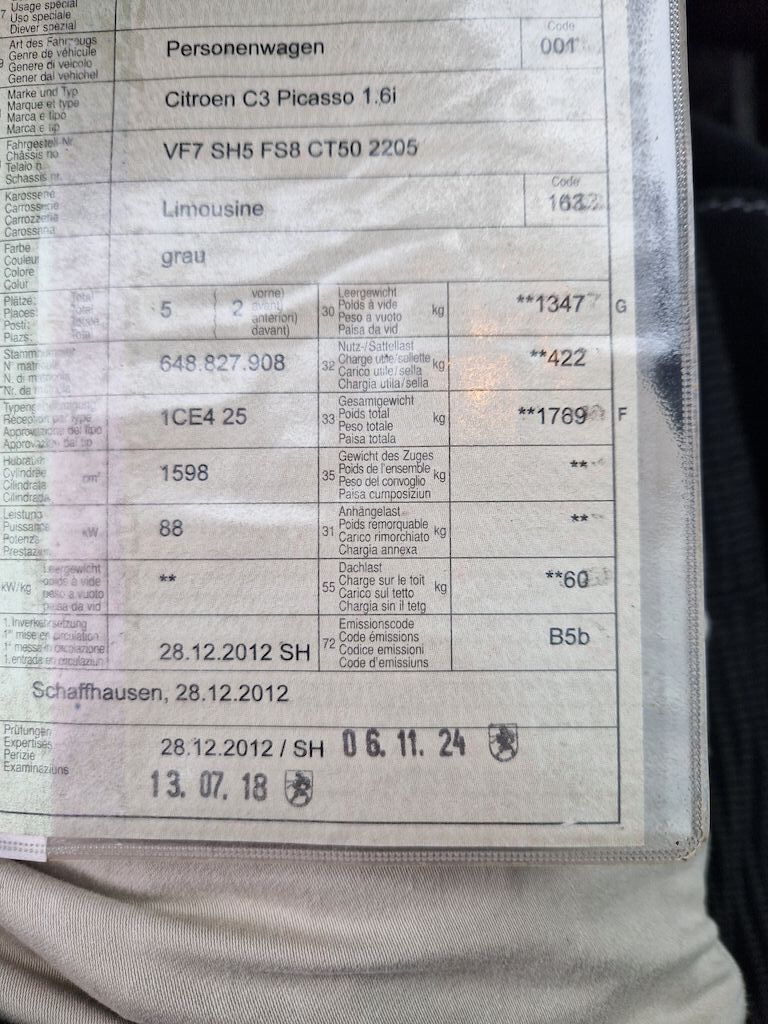 7 Usage spécial
Uso speciale
Diever spezial
Art des Fahrzeugs
Genre de véhicule
Genere di veicolo
Gener dal vehichel
Personenwagen
Code
001
Marke und Typ
Marque et type
Marca e tipo
Marca e tip
Citroen C3 Picasso 1.6i
Fahrgestell-Nr.
Châssis no
Telaio n.
Schassis nr.
VF7 SH5 FS8 CT50 2205
Karosserie
Carrosserie
Carrozzeria
Carossaria
Limousine
Code
Farbe
Couleur
Colore
Colur
grau
Plätze: Total
Places: Total
Posti:
Plazs: Total
5
2
vorne)
avant)
anteriori)
davant)
30
Leergewicht
Poids à vide
Peso a vuoto
Paisa da vid
kg
**1347
G
Stammnummer
N° matricule
N. di matricola
Nr. da
648.827.908
32
Nutz-/Sattellast
Charge utile/sellette
Carico utile/sella
Chargia utila/sella
kg
**422
Réception par type
Approvazione del tipo
Approvaziun dal tip
1CE4 25
33
Gesamtgewicht
Poids total
Peso totale
Paisa totala
kg
**1769
F
Hubraum
Cylindrée
Cilindrata
Cilindrada
cm³
1598
35
Gewicht des Zuges
Poids de l'ensemble
Peso del convoglio
Paisa cumposiziun
kg
**
Leistung
Puissance
Potenza
Prestaziun
kW
88
31
Anhängelast
Poids remorquable
Carico rimorchiato
Chargia annexa
kg
**
kW/kg
Leergewicht
poids à vide
peso a vuoto
paisa da vid
**
55
Dachlast
Charge sur le toit
Carico sul tetto
Chargia sin il tetg
kg
**60
1. Inverkehrsetzung
1re mise en circulation
1a messa in circolazione
1. entrada en circulaziun
28.12.2012 SH
72
Emissionscode
Code émissions
Codice emissioni
Code d'emissiuns
B5b
Schaffhausen, 28.12.2012
Prüfungen
Expertises
Perizie
Examinaziuns
28.12.2012 / SH 06.11.24
13.07.18